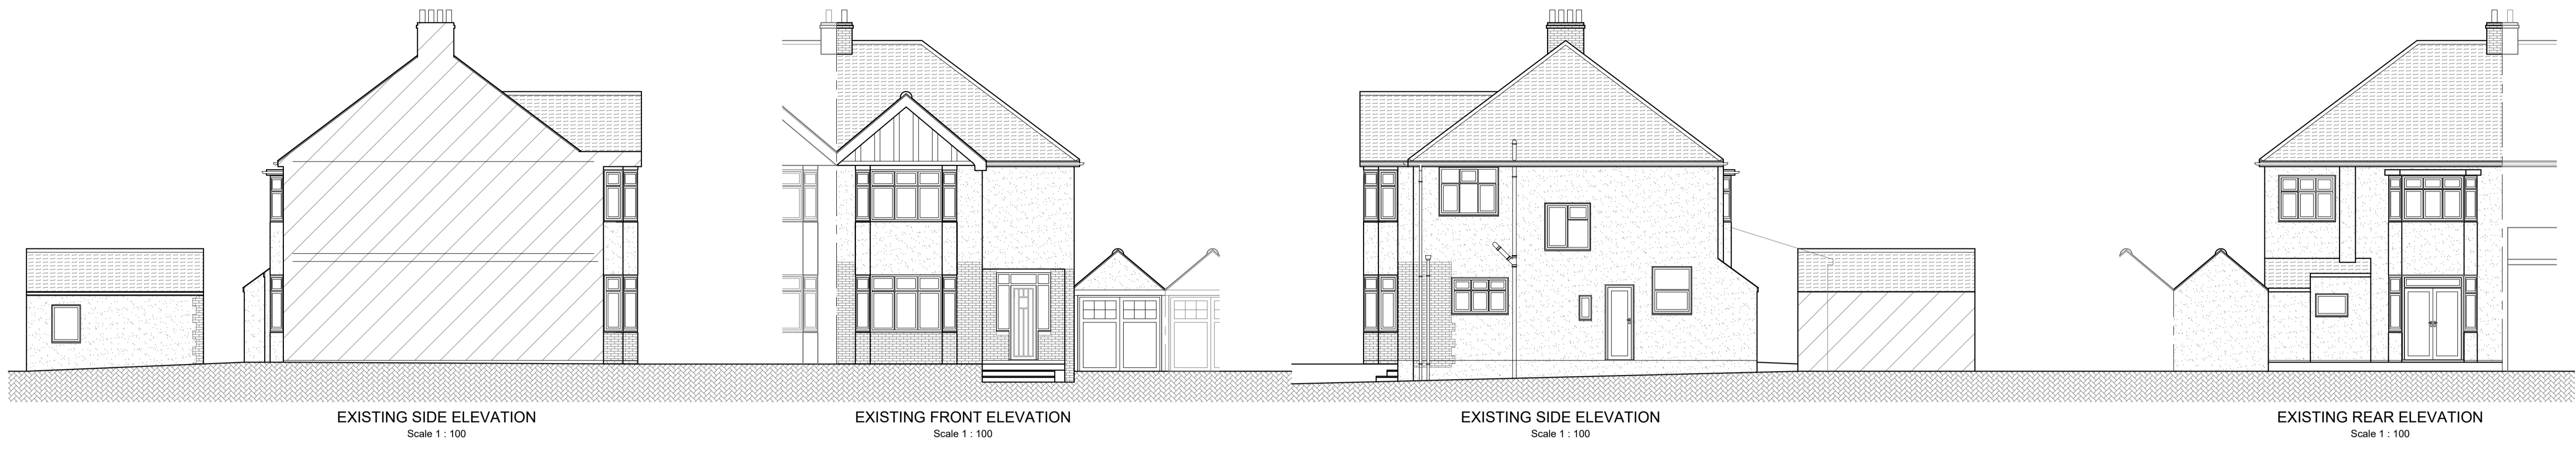 EXISTING SIDE ELEVATION
Scale 1 : 100
EXISTING FRONT ELEVATION
Scale 1 : 100
EXISTING SIDE ELEVATION
Scale 1 : 100
EXISTING REAR ELEVATION
Scale 1 : 100